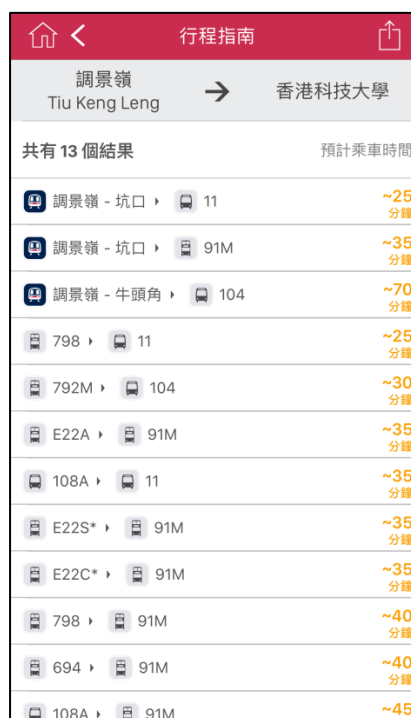 行程指南
調景嶺
Tiu Keng Leng
香港科技大學
共有 13 個結果 預計乘車時間
調景嶺 - 坑口 11 ~25 分鐘
調景嶺 - 坑口 91M ~35 分鐘
調景嶺 - 牛頭角 104 ~70 分鐘
798 11 ~25 分鐘
792M 104 ~30 分鐘
E22A 91M ~35 分鐘
108A 11 ~35 分鐘
E22S* 91M ~35 分鐘
E22C* 91M ~35 分鐘
798 91M ~40 分鐘
694 91M ~40 分鐘
108A 91M ~45